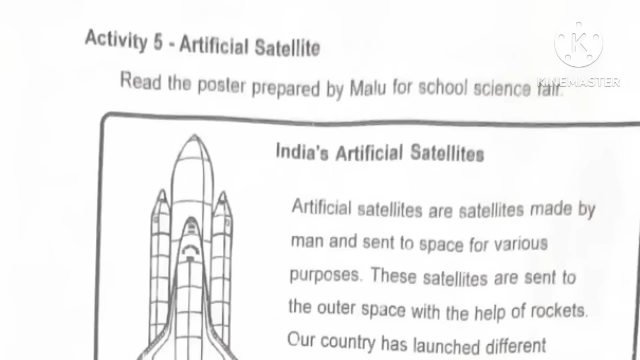 Activity 5 - Artificial Satellite
Read the poster prepared by Malu for school science fair.
K
KINEMASTER
India's Artificial Satellites
Artificial satellites are satellites made by
man and sent to space for various
purposes. These satellites are sent to
the outer space with the help of rockets.
Our country has launched different